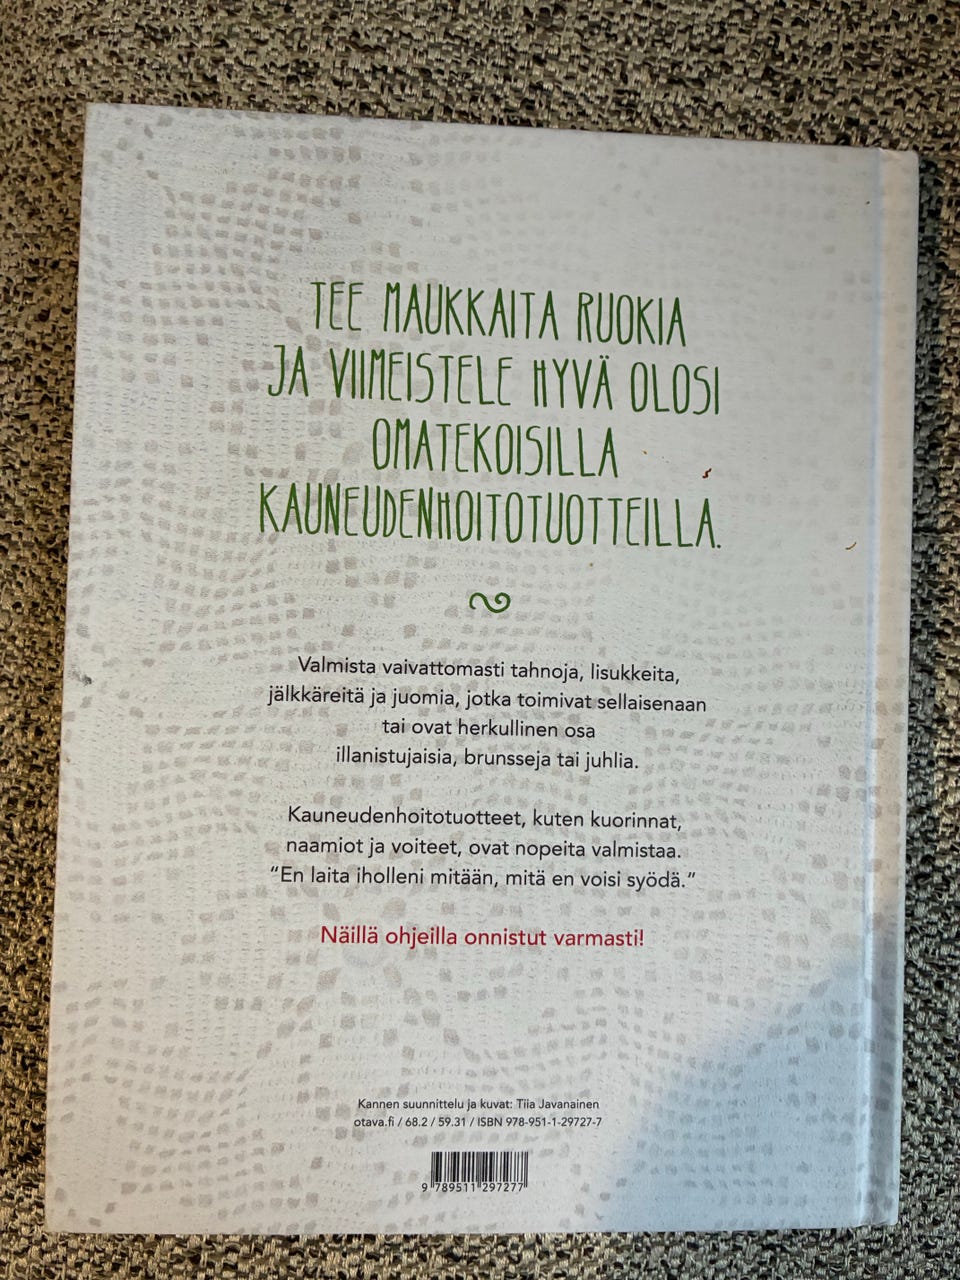 TEE MAUKKAITA RUOKIA
JA VIIMEISTELE HYVÄ OLOSI
OMATEKOISILLA
KAUNEUDENHOITOTUOTTEILLA.
Valmista vaivattomasti tahnoja, lisukkeita,
jälkkäreitä ja juomia, jotka toimivat sellaisenaan
tai ovat herkullinen osa
illanistujaisia, brunsseja tai juhlia.
Kauneudenhoitotuotteet, kuten kuorinnat,
naamiot ja voiteet, ovat nopeita valmistaa.
”En laita iholleni mitään, mitä en voisi syödä.”
Näillä ohjeilla onnistut varmasti!
Kannen suunnittelu ja kuvat: Tiia Javanainen
otava.fi / 68.2 / 59.31 / ISBN 978-951-1-29727-7
9 789511 297277